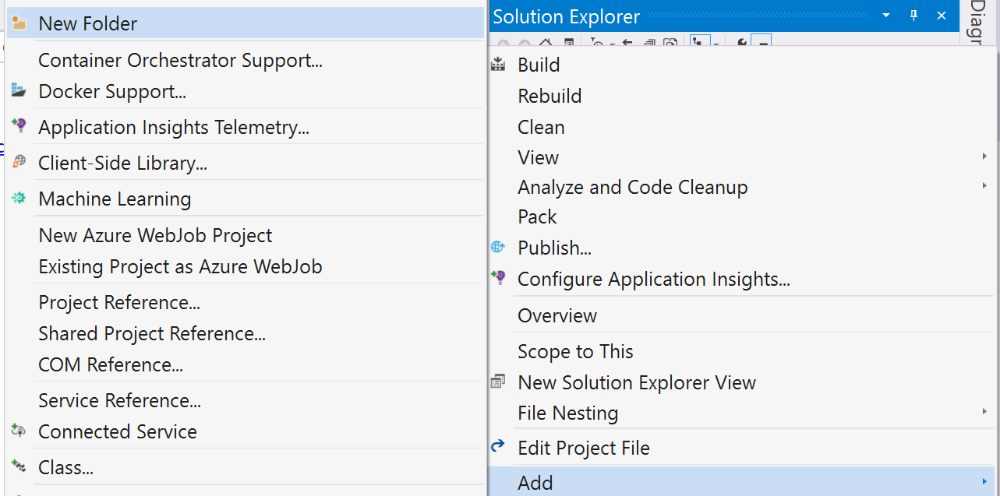 New Folder
Container Orchestrator Support...
Docker Support...
Application Insights Telemetry...
Client-Side Library...
Machine Learning
New Azure WebJob Project
Existing Project as Azure WebJob
Project Reference...
Shared Project Reference...
COM Reference...
Service Reference...
Connected Service
Class...
Solution Explorer
Build
Rebuild
Clean
View
Analyze and Code Cleanup
Pack
Publish...
Configure Application Insights...
Overview
Scope to This
New Solution Explorer View
File Nesting
Edit Project File
Add